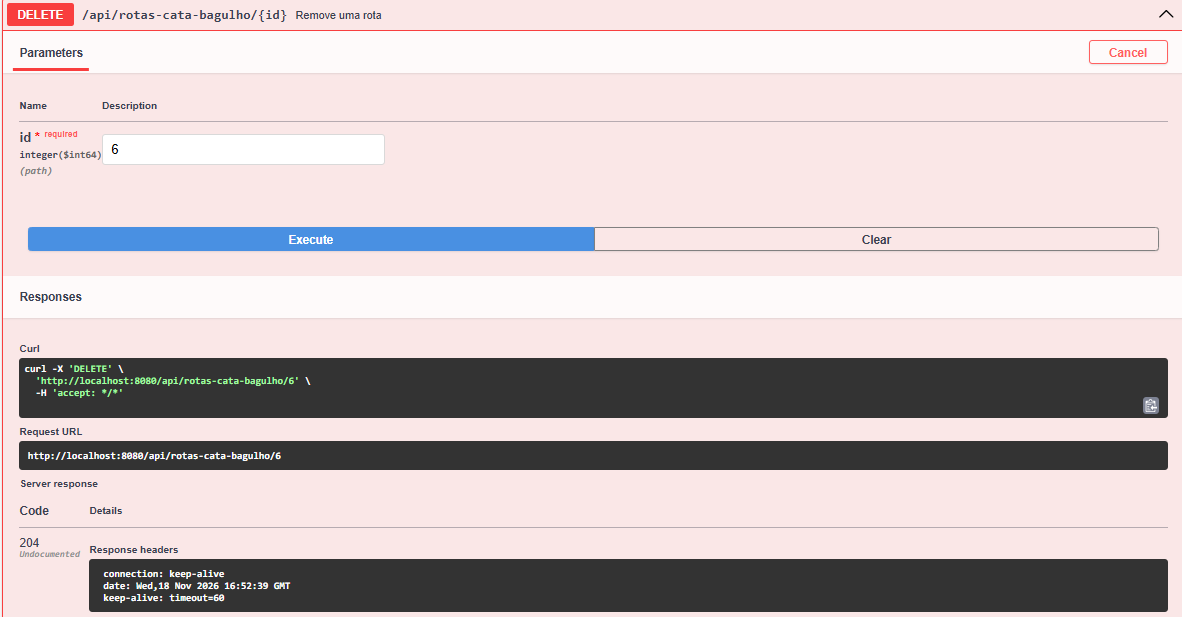 DELETE /api/rotas-cata-bagulho/{id} Remove uma rota
Parameters
Cancel
Name Description
id * required
integer($int64)
(path)
6
Execute Clear
Responses
Curl
curl -X 'DELETE' \
'http://localhost:8080/api/rotas-cata-bagulho/6' \
-H 'accept: */*'
Request URL
http://localhost:8080/api/rotas-cata-bagulho/6
Server response
Code Details
204
Undocumented
Response headers
connection: keep-alive
date: Wed,18 Nov 2026 16:52:39 GMT
keep-alive: timeout=60